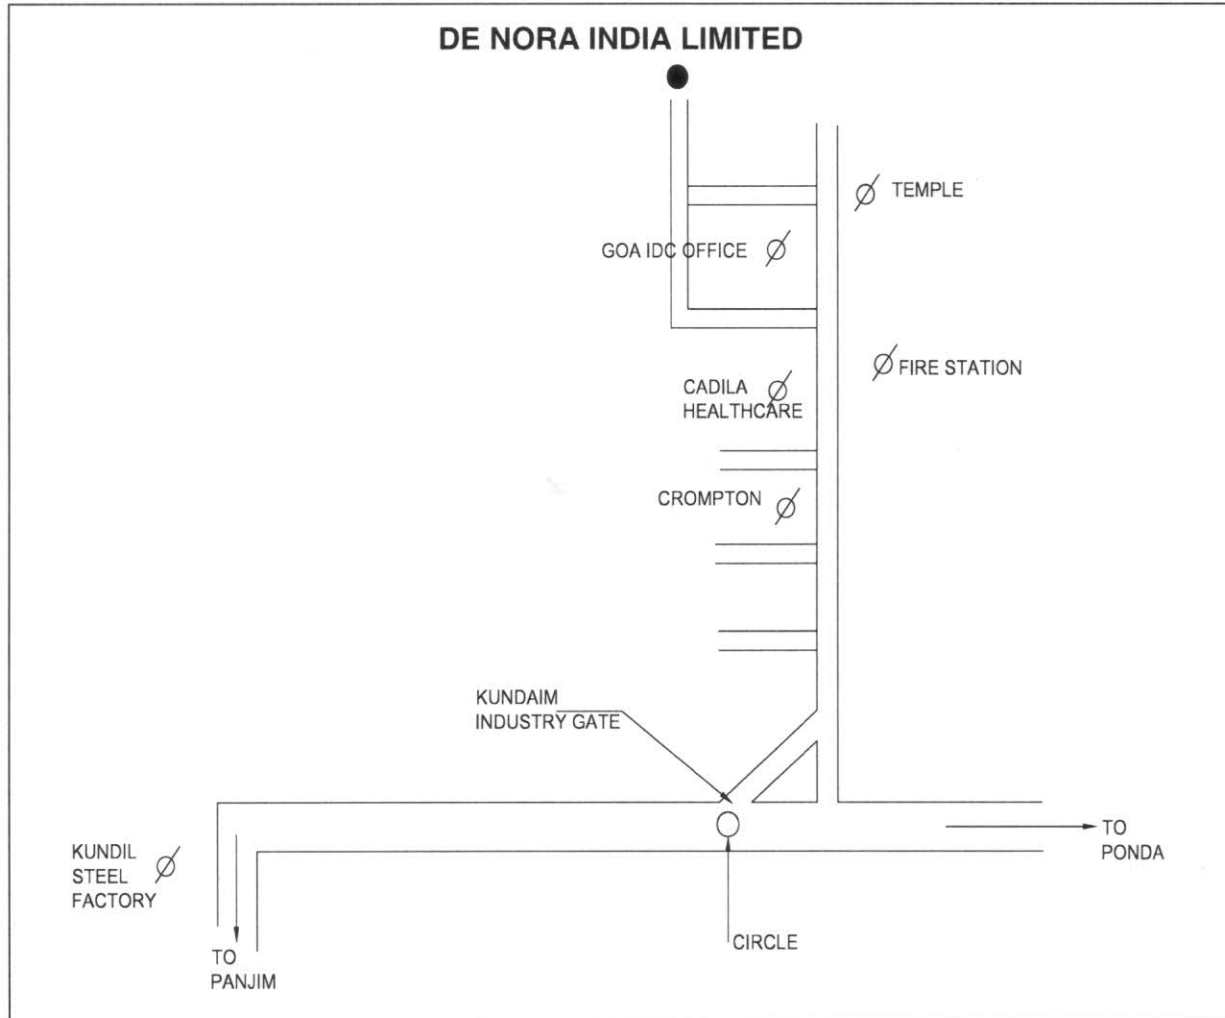 DE NORA INDIA LIMITED
TEMPLE
GOA IDC OFFICE
FIRE STATION
CADILA
HEALTHCARE
CROMPTON
KUNDAIM
INDUSTRY GATE
KUNDIL
STEEL
FACTORY
TO
PONDA
CIRCLE
TO
PANJIM